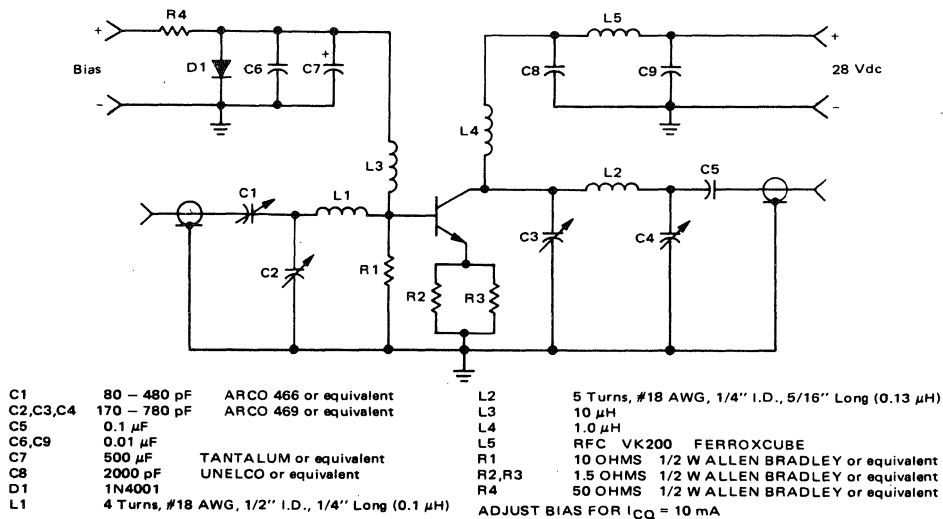 R4
L5
+
+
Bias
D1
C6
+
C7
C8
C9
28 Vdc
-
-
L4
L3
C1
L1
L2
C5
C2
R1
R2
R3
C3
C4
C1 80 – 480 pF ARCO 466 or equivalent
C2,C3,C4 170 – 780 pF ARCO 469 or equivalent
C5 0.1 μF
C6,C9 0.01 μF
C7 500 μF TANTALUM or equivalent
C8 2000 pF UNELCO or equivalent
D1 1N4001
L1 4 Turns, #18 AWG, 1/2" I.D., 1/4" Long (0.1 μH)
L2 5 Turns, #18 AWG, 1/4" I.D., 5/16" Long (0.13 μH)
L3 10 μH
L4 1.0 μH
L5 RFC VK200 FERROXCUBE
R1 10 OHMS 1/2 W ALLEN BRADLEY or equivalent
R2,R3 1.5 OHMS 1/2 W ALLEN BRADLEY or equivalent
R4 50 OHMS 1/2 W ALLEN BRADLEY or equivalent
ADJUST BIAS FOR ICQ = 10 mA